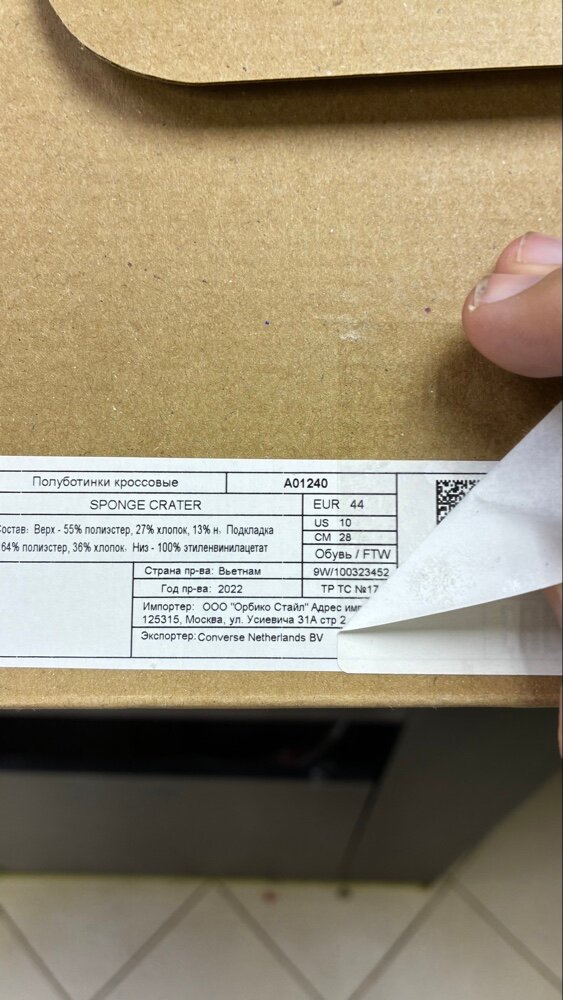 Полуботинки кроссовые A01240
SPONGE CRATER EUR 44
Состав: Верх - 55% полиэстер, 27% хлопок, 13% н. Подкладка US 10
64% полиэстер, 36% хлопок. Низ - 100% этиленвинилацетат CM 28
Обувь / FTW
Страна пр-ва: Вьетнам 9W/100323452
Год пр-ва: 2022 ТР ТС №17
Импортер: ООО "Орбико Стайл" Адрес
125315, Москва, ул. Усиевича 31А стр 2
Экспортер: Converse Netherlands BV